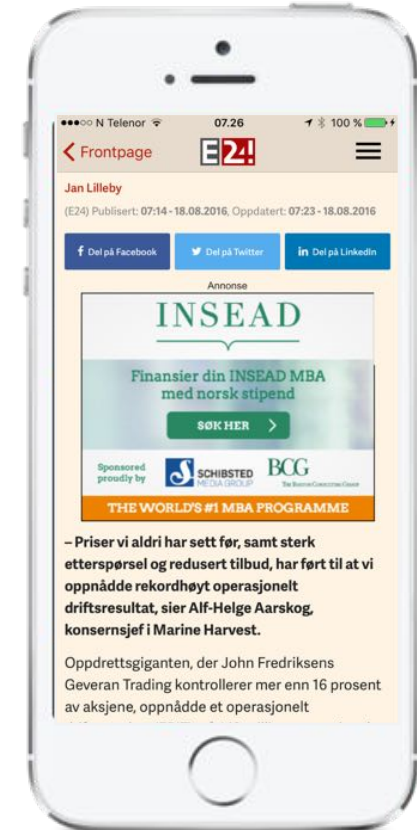 N Telenor 07.26 100 %
Frontpage E24!
Jan Lilleby
(E24) Publisert: 07:14 - 18.08.2016, Oppdatert: 07:23 - 18.08.2016
f Del på Facebook Del på Twitter in Del på LinkedIn
Annonse
INSEAD
Finansier din INSEAD MBA
med norsk stipend
SØK HER
Sponsored
proudly by
SCHIBSTED
MEDIA GROUP
BCG
The Boston Consulting Group
THE WORLD'S #1 MBA PROGRAMME
– Priser vi aldri har sett før, samt sterk
etterspørsel og redusert tilbud, har ført til at vi
oppnådde rekordhøyt operasjonelt
driftsresultat, sier Alf-Helge Aarskog,
konsernsjef i Marine Harvest.
Oppdrettsgiganten, der John Fredriksens
Geveran Trading kontrollerer mer enn 16 prosent
av aksjene, oppnådde et operasjonelt